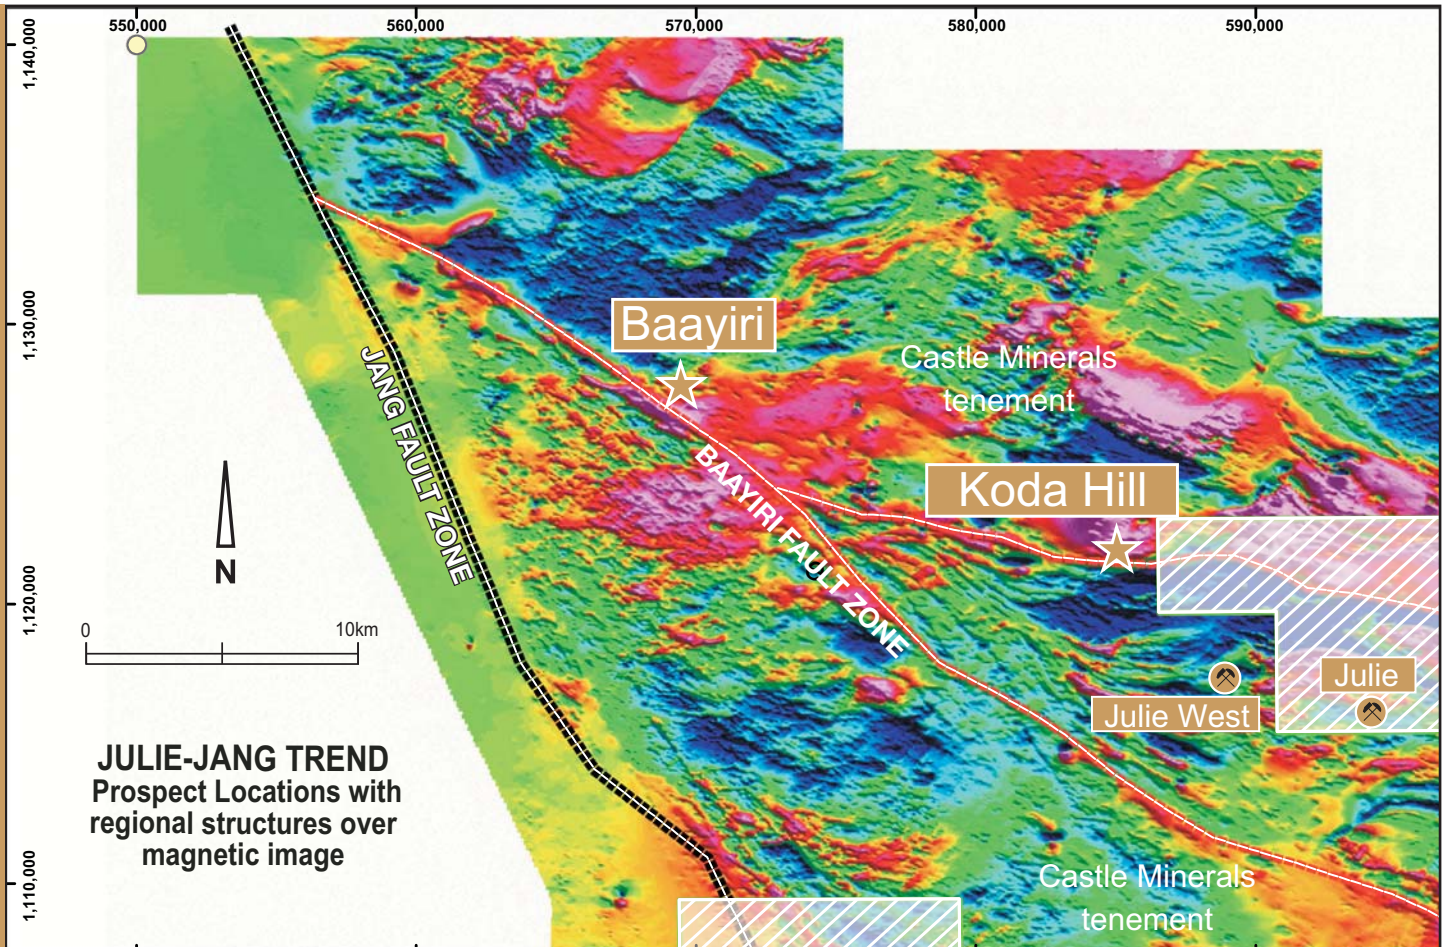 550,000
560,000
570,000
580,000
590,000
1,140,000
1,130,000
1,120,000
1,110,000
Baayiri
Castle Minerals
tenement
JANG FAULT ZONE
BAAYIRI FAULT ZONE
Koda Hill
N
0
10km
Julie
Julie West
JULIE-JANG TREND
Prospect Locations with
regional structures over
magnetic image
Castle Minerals
tenement